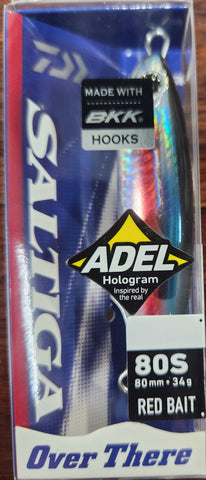 MADE WITH
BKK
HOOKS
SALTIGA
ADEL
Hologram
Inspired by
the real
80S
80mm • 34g
RED BAIT
Over There